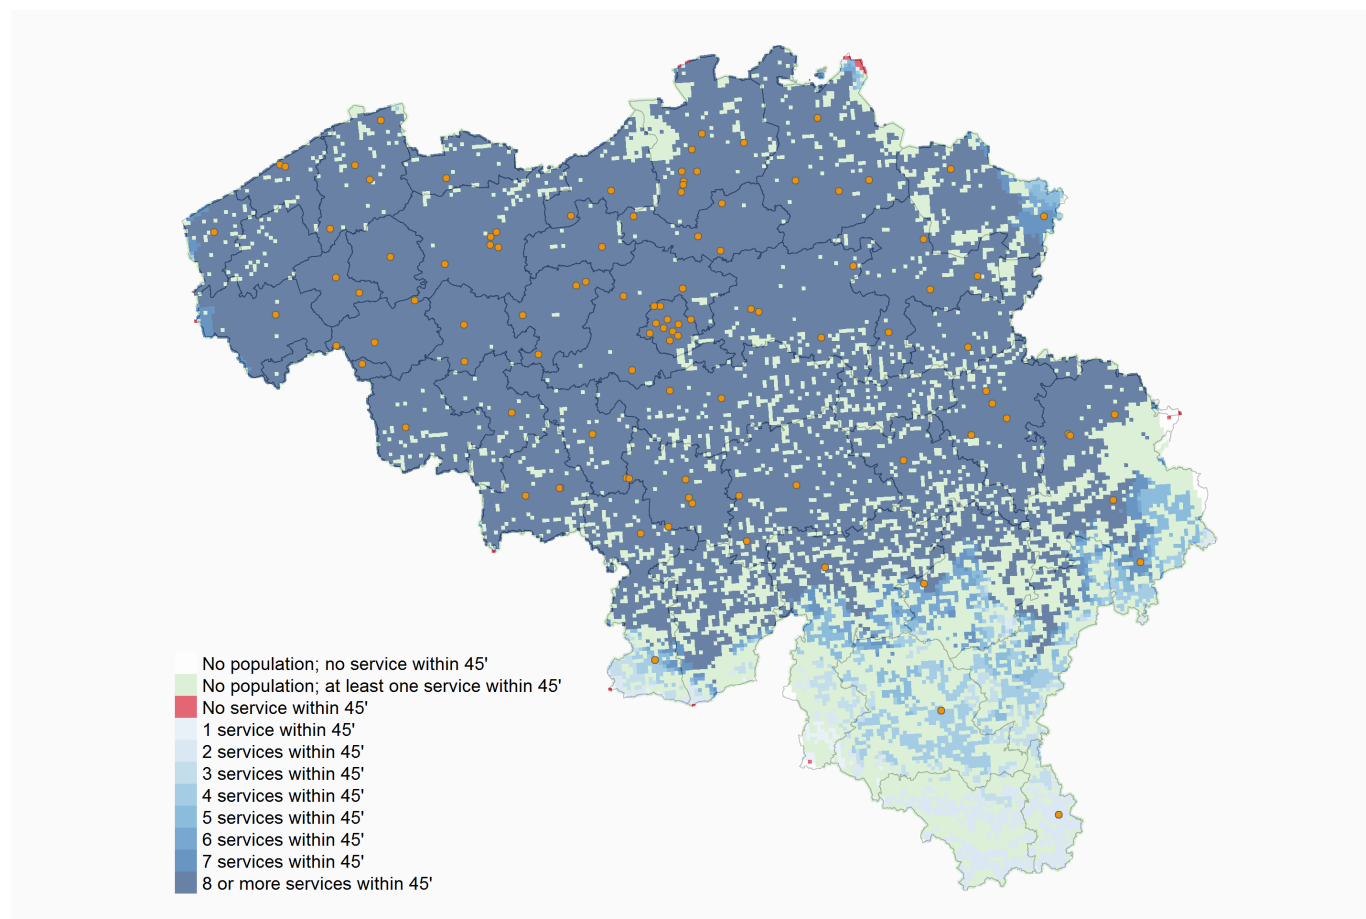 No population; no service within 45'
No population; at least one service within 45'
No service within 45'
1 service within 45'
2 services within 45'
3 services within 45'
4 services within 45'
5 services within 45'
6 services within 45'
7 services within 45'
8 or more services within 45'